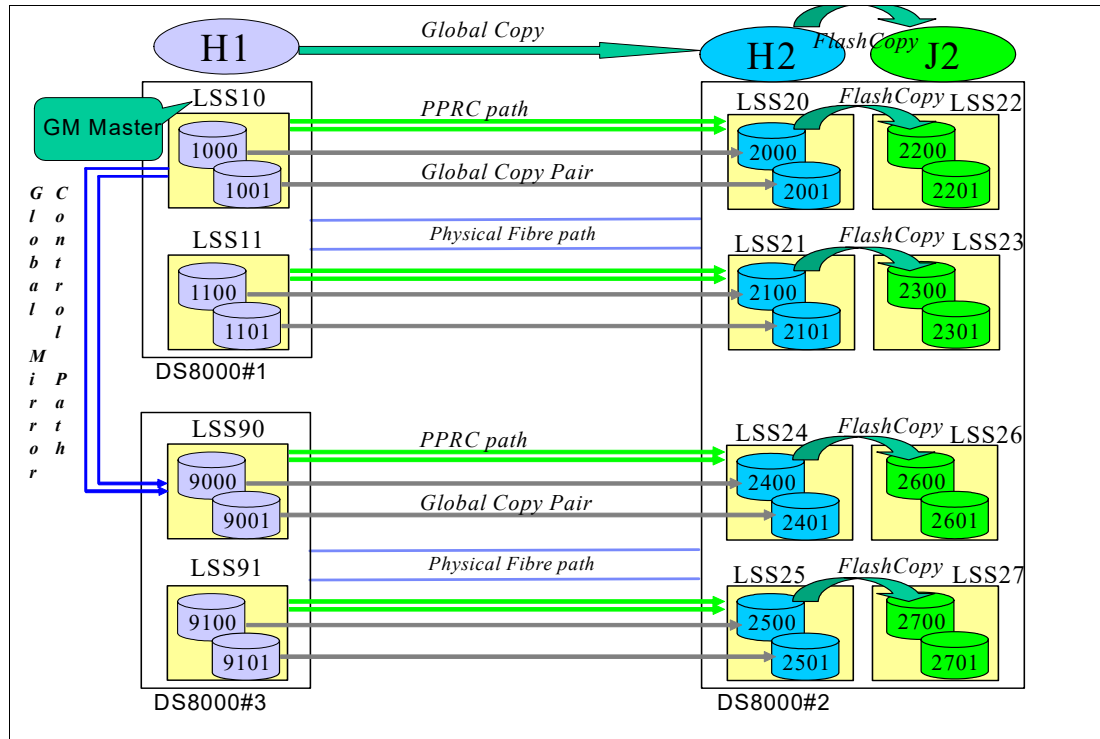 H1
Global Copy
H2
FlashCopy
J2
GM Master
LSS10
PPRC path
LSS20
FlashCopy
LSS22
1000
2000
2200
1001
Global Copy Pair
2001
2201
Global Mirror
Control Path
LSS11
Physical Fibre path
LSS21
FlashCopy
LSS23
1100
2100
2300
1101
2101
2301
DS8000#1
LSS90
PPRC path
LSS24
FlashCopy
LSS26
9000
2400
2600
9001
Global Copy Pair
2401
2601
LSS91
Physical Fibre path
LSS25
FlashCopy
LSS27
9100
2500
2700
9101
2501
2701
DS8000#3
DS8000#2